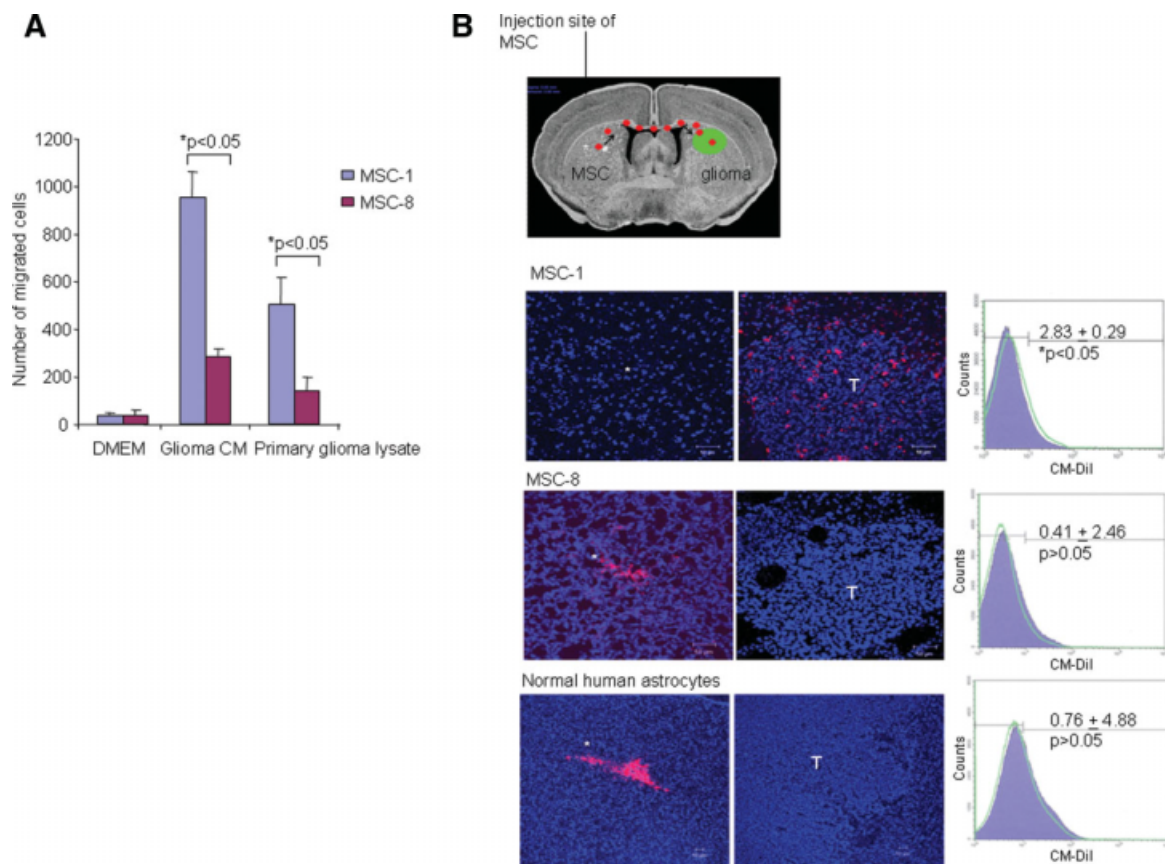 A
B
Injection site of
MSC
MSC
glioma
*p<0.05
*p<0.05
MSC-1
MSC-8
Number of migrated cells
1200
1000
800
600
400
200
0
DMEM
Glioma CM
Primary glioma lysate
MSC-1
T
2.83 ± 0.29
*p<0.05
Counts
CM-DiI
MSC-8
*
T
0.41 ± 2.46
p>0.05
Counts
CM-DiI
Normal human astrocytes
*
T
0.76 ± 4.88
p>0.05
Counts
CM-DiI